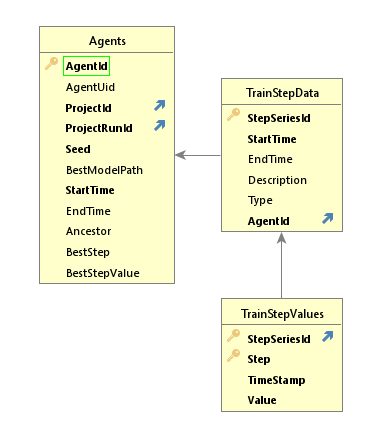 Agents
AgentId
AgentUid
ProjectId
ProjectRunId
Seed
BestModelPath
StartTime
EndTime
Ancestor
BestStep
BestStepValue
TrainStepData
StepSeriesId
StartTime
EndTime
Description
Type
AgentId
TrainStepValues
StepSeriesId
Step
TimeStamp
Value